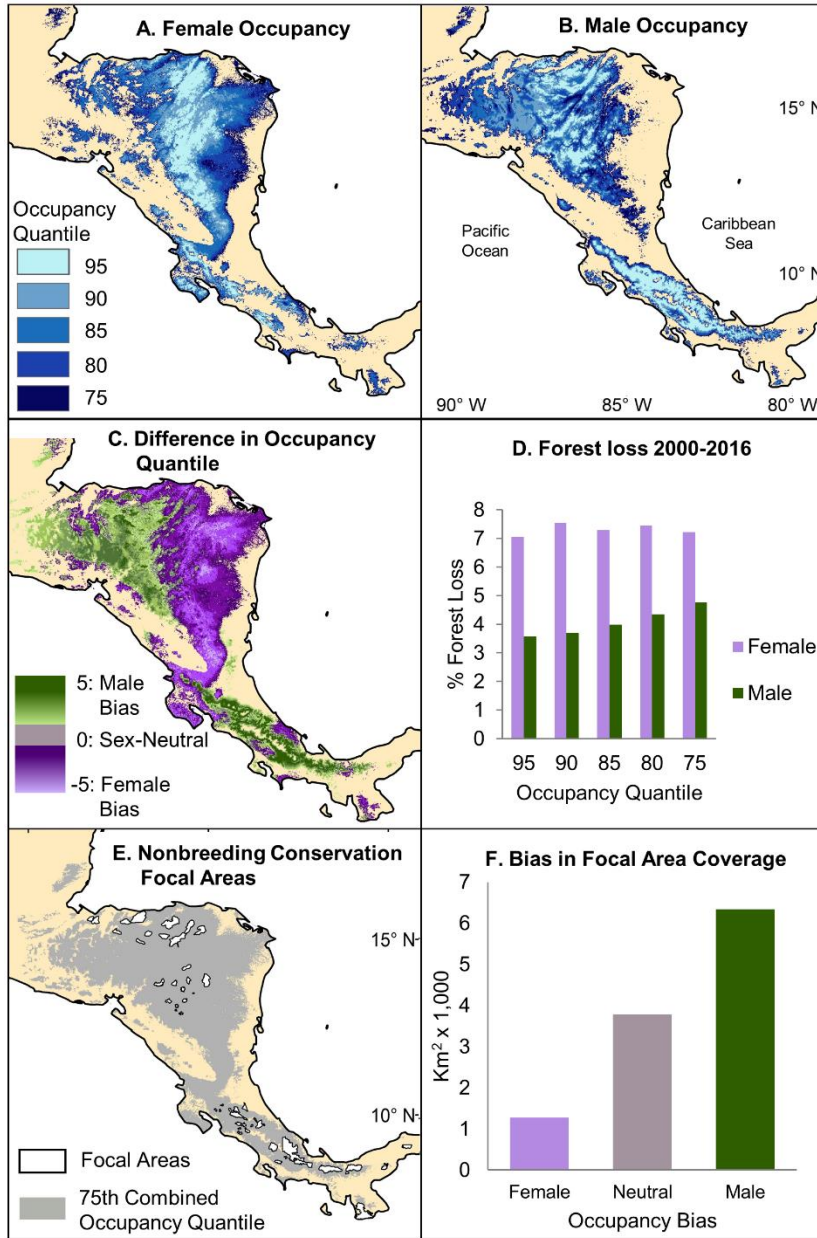 A. Female Occupancy
Occupancy
Quantile
95
90
85
80
75
B. Male Occupancy
15° N
Pacific
Ocean
Caribbean
Sea
10° N
90° W
85° W
80° W
C. Difference in Occupancy
Quantile
5: Male
Bias
0: Sex-Neutral
-5: Female
Bias
D. Forest loss 2000-2016
% Forest Loss
8
7
6
5
4
3
2
1
0
95 90 85 80 75
Occupancy Quantile
Female
Male
E. Nonbreeding Conservation
Focal Areas
15° N
10° N
Focal Areas
75th Combined
Occupancy Quantile
F. Bias in Focal Area Coverage
Km² x 1,000
7
6
5
4
3
2
1
0
Female Neutral Male
Occupancy Bias